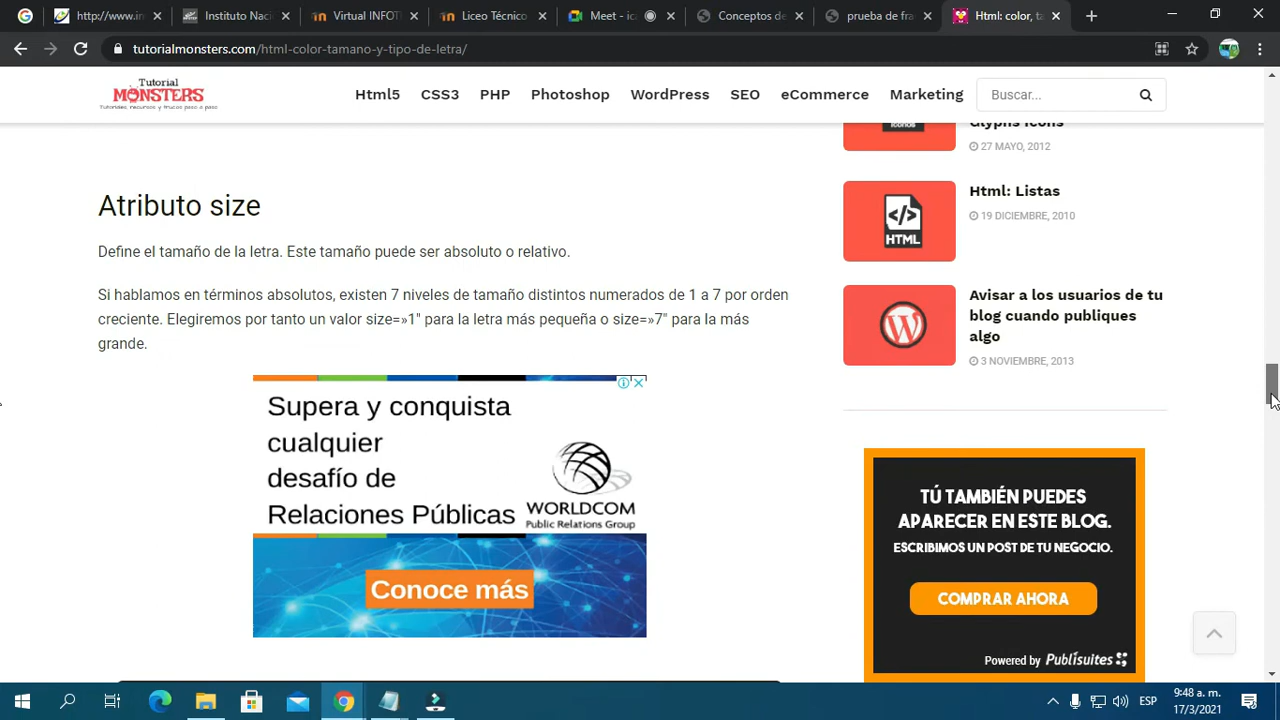 http://www.in
Instituto Nac
Virtual INFOT
Liceo Técnico
Meet - ic
Conceptos de
prueba de fra
Html: color, ta
tutorialmonsters.com/html-color-tamano-y-tipo-de-letra/
Tutorial
MONSTERS
Tutoriales, recursos y trucos paso a paso
Html5 CSS3 PHP Photoshop WordPress SEO eCommerce Marketing
Buscar...
Glyphs Icons
27 MAYO, 2012
Atributo size
Define el tamaño de la letra. Este tamaño puede ser absoluto o relativo.
Si hablamos en términos absolutos, existen 7 niveles de tamaño distintos numerados de 1 a 7 por orden
creciente. Elegiremos por tanto un valor size=»1" para la letra más pequeña o size=»7" para la más
grande.
HTML
Html: Listas
19 DICIEMBRE, 2010
Avisar a los usuarios de tu
blog cuando publiques
algo
3 NOVIEMBRE, 2013
Supera y conquista
cualquier
desafío de
Relaciones Públicas
WORLDCOM
Public Relations Group
Conoce más
TÚ TAMBIÉN PUEDES
APARECER EN ESTE BLOG.
ESCRIBIMOS UN POST DE TU NEGOCIO.
COMPRAR AHORA
Powered by Publisuites
ESP
9:48 a. m.
17/3/2021